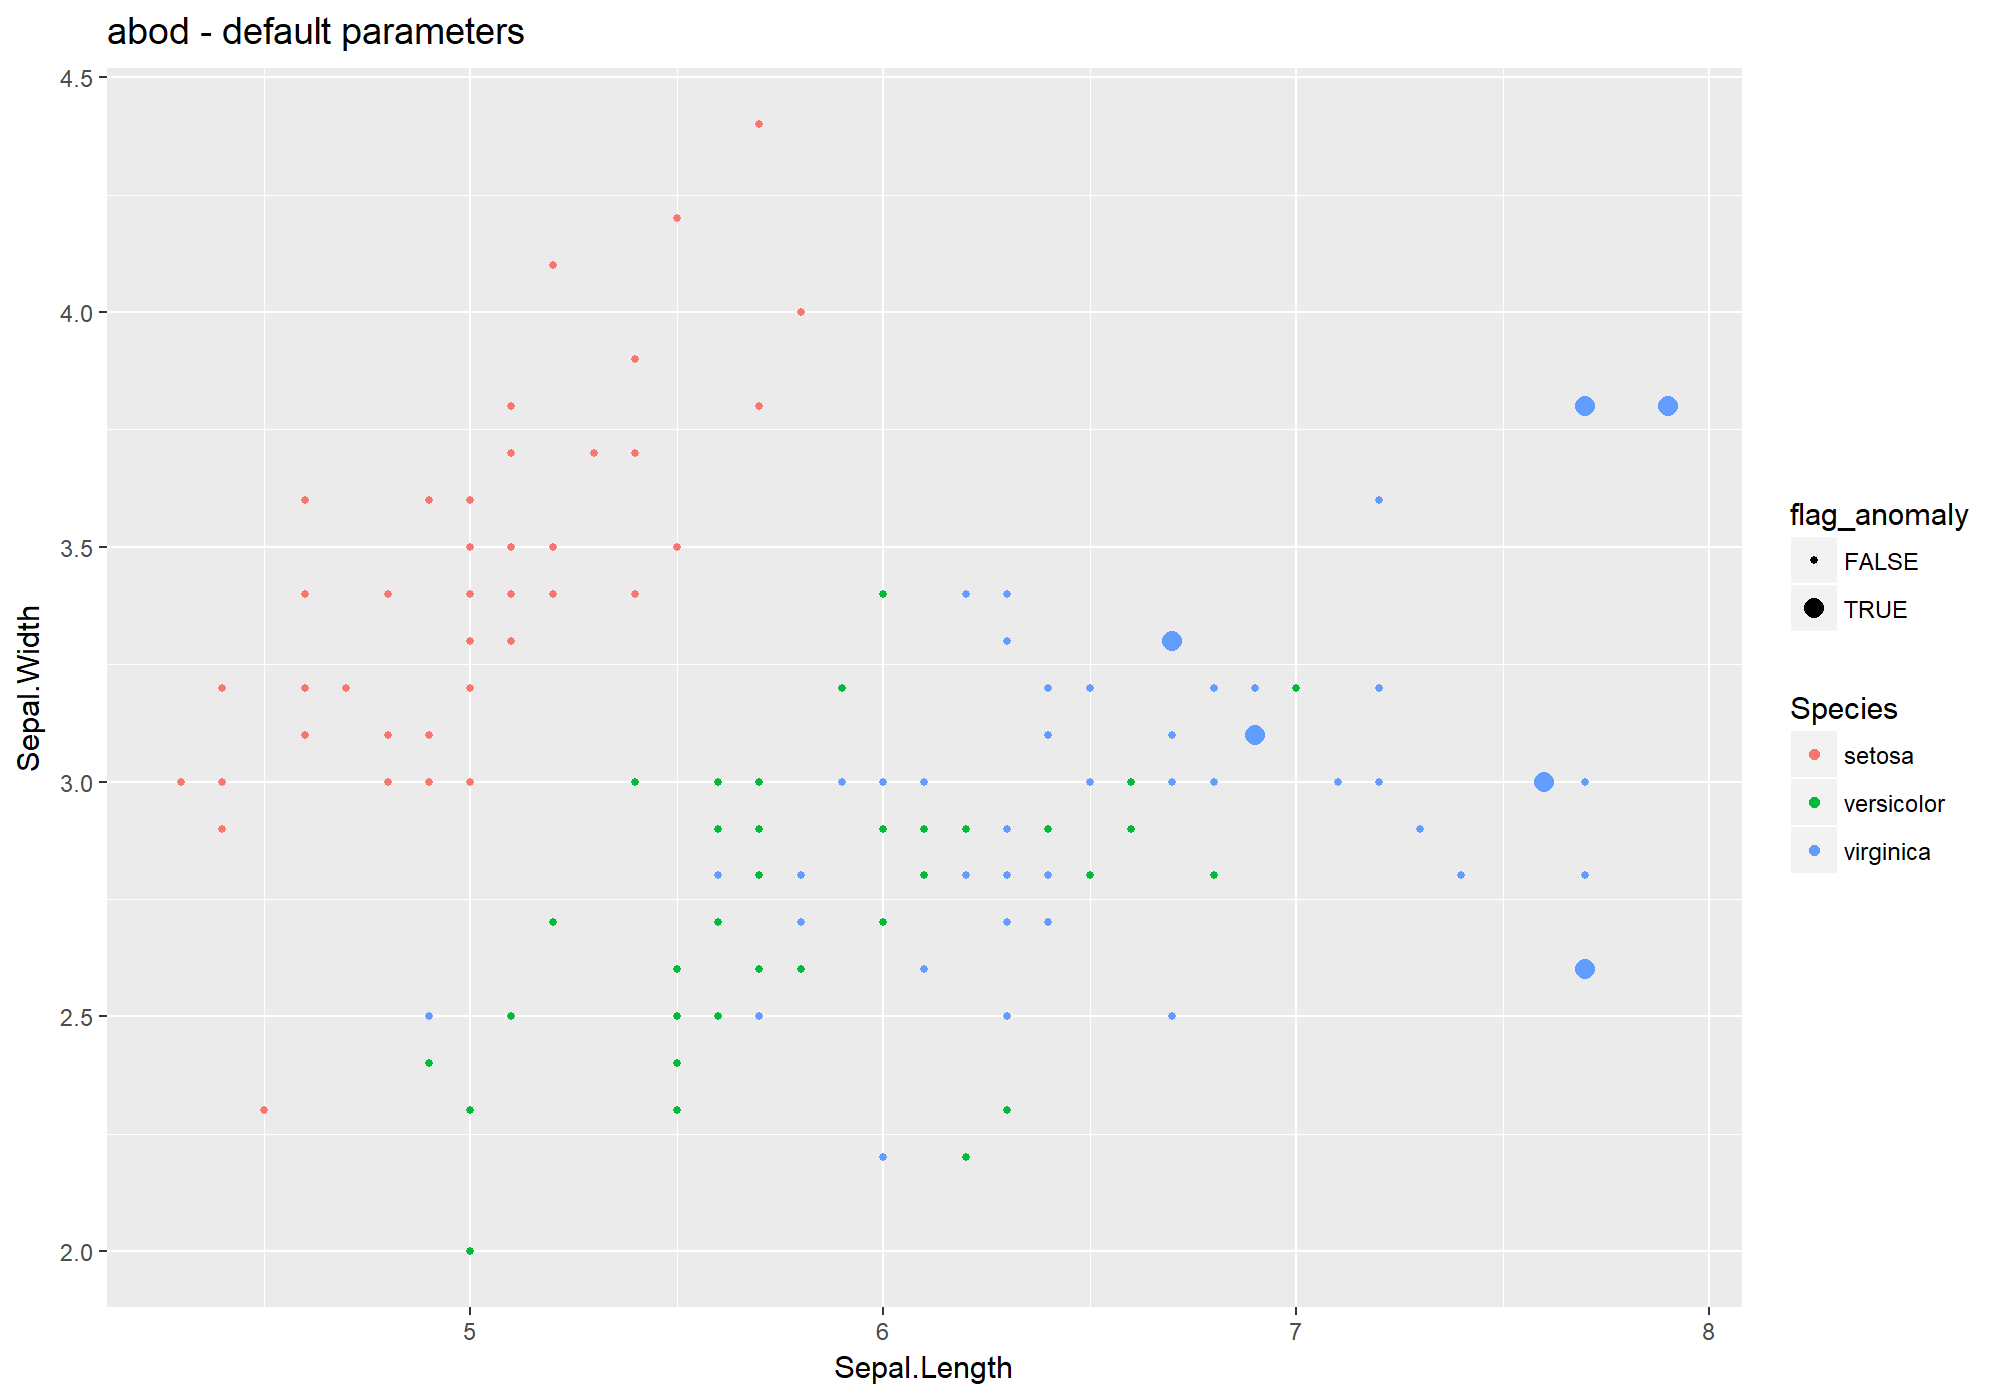 abod - default parameters
4.5
4.0
3.5
3.0
2.5
2.0
Sepal.Width
5 6 7 8
Sepal.Length
flag_anomaly
FALSE
TRUE
Species
setosa
versicolor
virginica